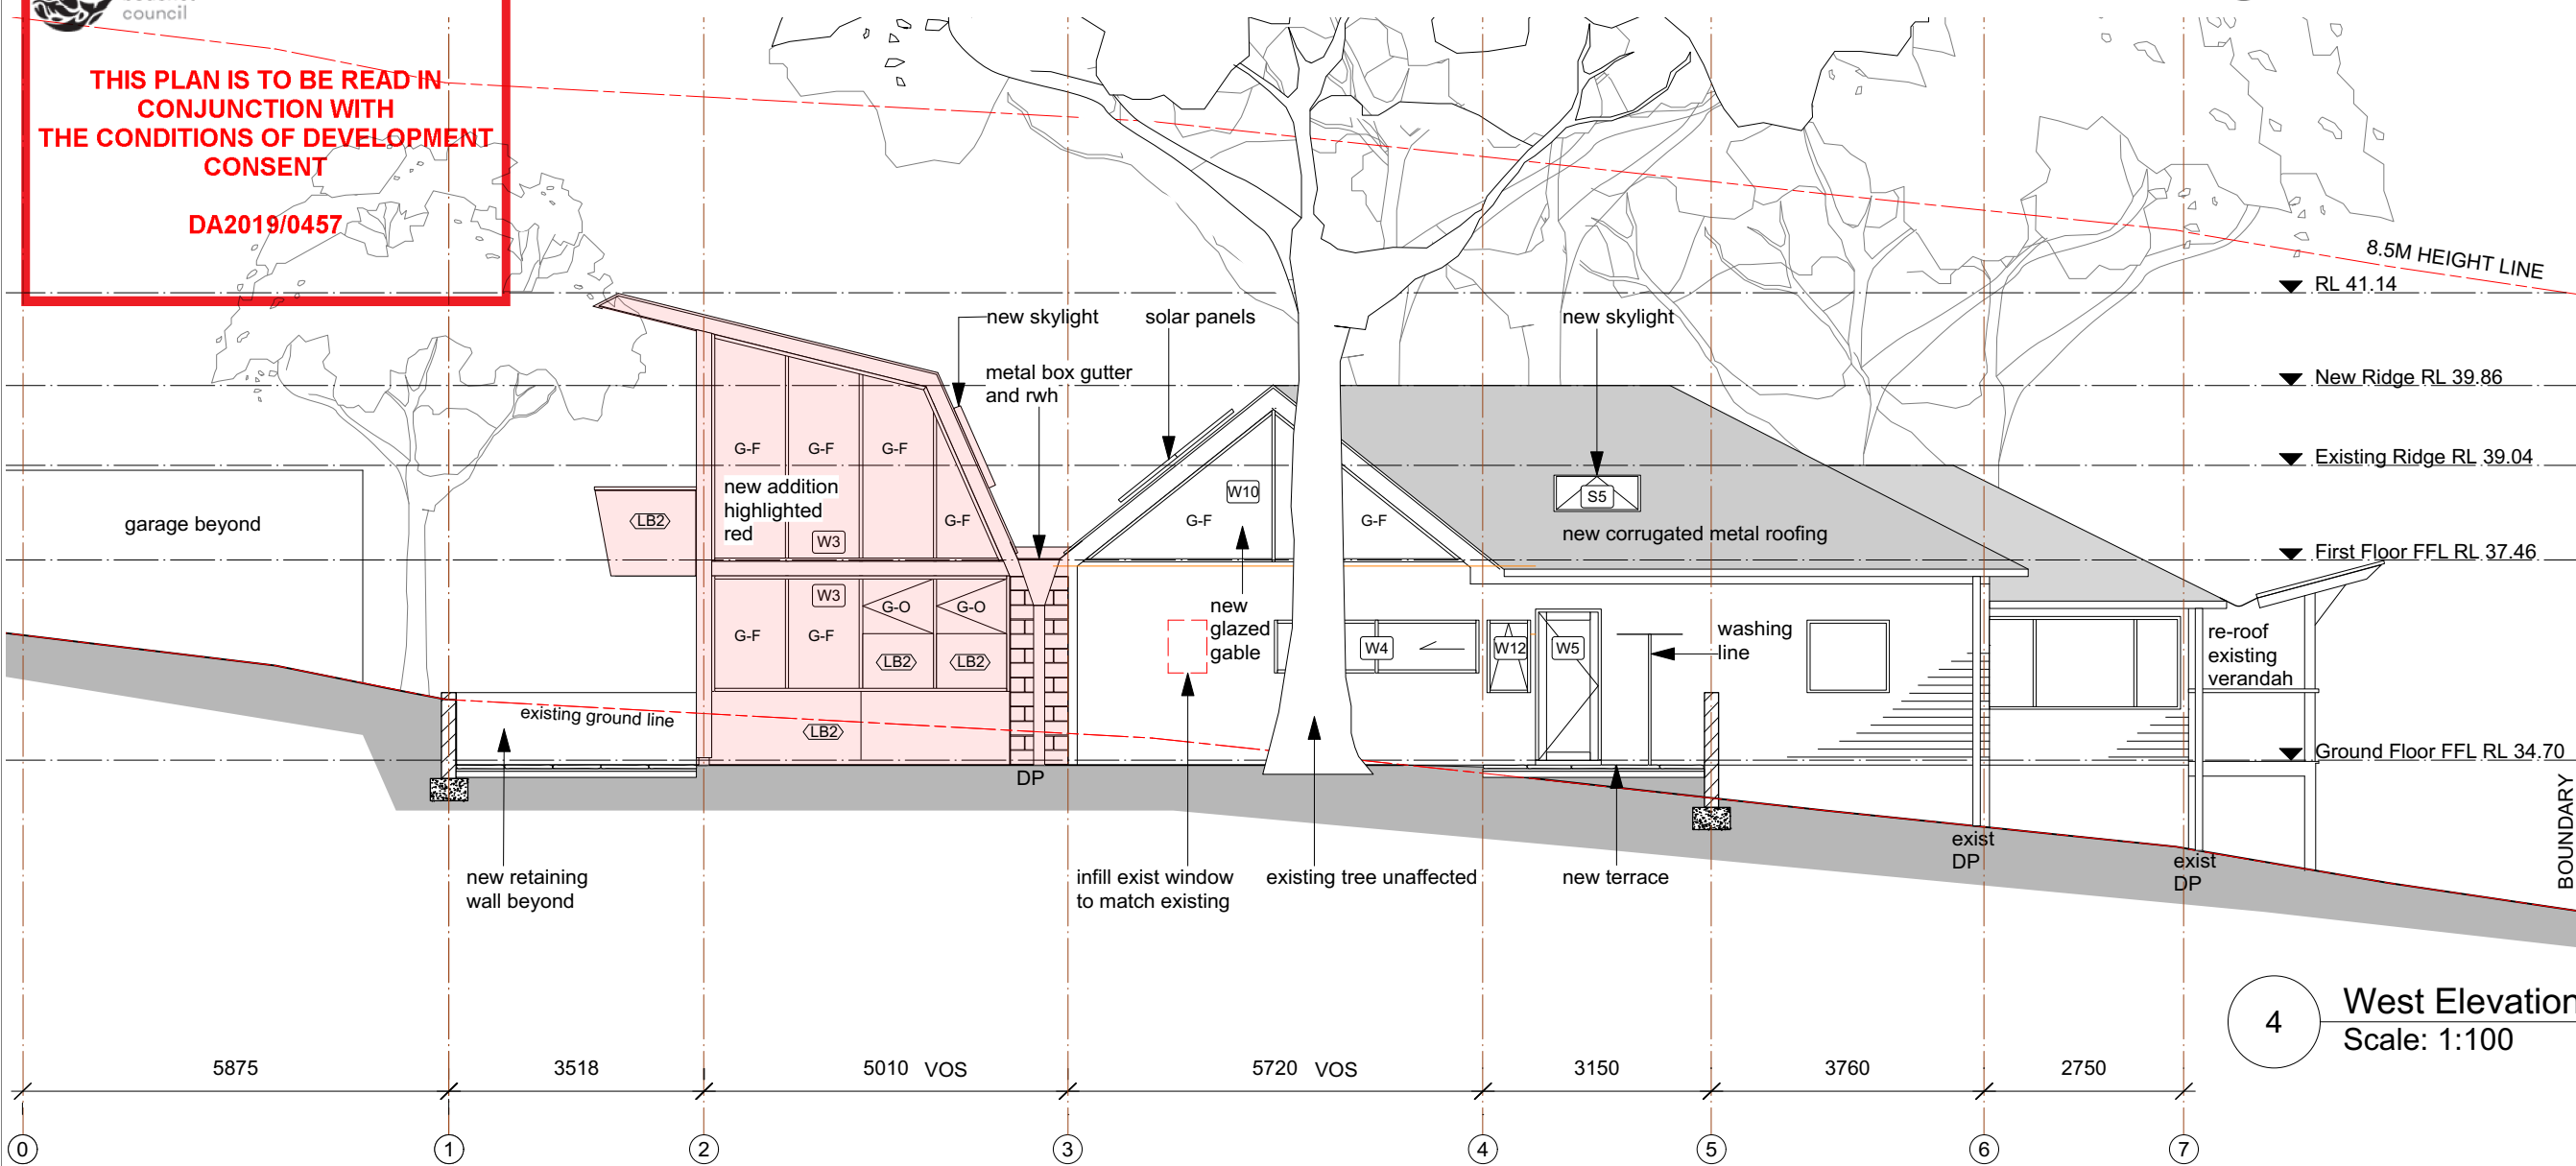 council
THIS PLAN IS TO BE READ IN
CONJUNCTION WITH
THE CONDITIONS OF DEVELOPMENT
CONSENT
DA2019/0457
8.5M HEIGHT LINE
RL 41.14
new skylight
solar panels
new skylight
metal box gutter
and rwh
New Ridge RL 39.86
Existing Ridge RL 39.04
G-F
G-F
G-F
new addition
highlighted
red
W3
G-F
LB2
garage beyond
W10
G-F
G-F
S5
new corrugated metal roofing
First Floor FFL RL 37.46
W3
G-F
G-F
G-O
G-O
LB2
LB2
LB2
new
glazed
gable
W4
W12
W5
washing
line
re-roof
existing
verandah
existing ground line
Ground Floor FFL RL 34.70
DP
exist
DP
exist
DP
BOUNDARY
new retaining
wall beyond
infill exist window
to match existing
existing tree unaffected
new terrace
4
West Elevation
Scale: 1:100
5875
3518
5010 VOS
5720 VOS
3150
3760
2750
0
1
2
3
4
5
6
7